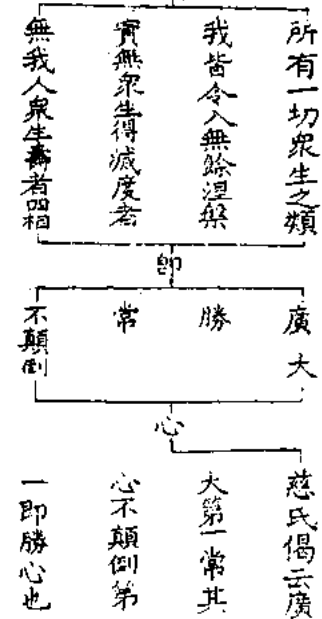 所有一切衆生之類
我皆令入無餘涅槃
實無衆生得滅度者
無我人衆生壽者四相
即
廣大
勝
常
不顛倒
心
慈氏偈云廣
大第一常其
心不顛倒第
一即勝心也